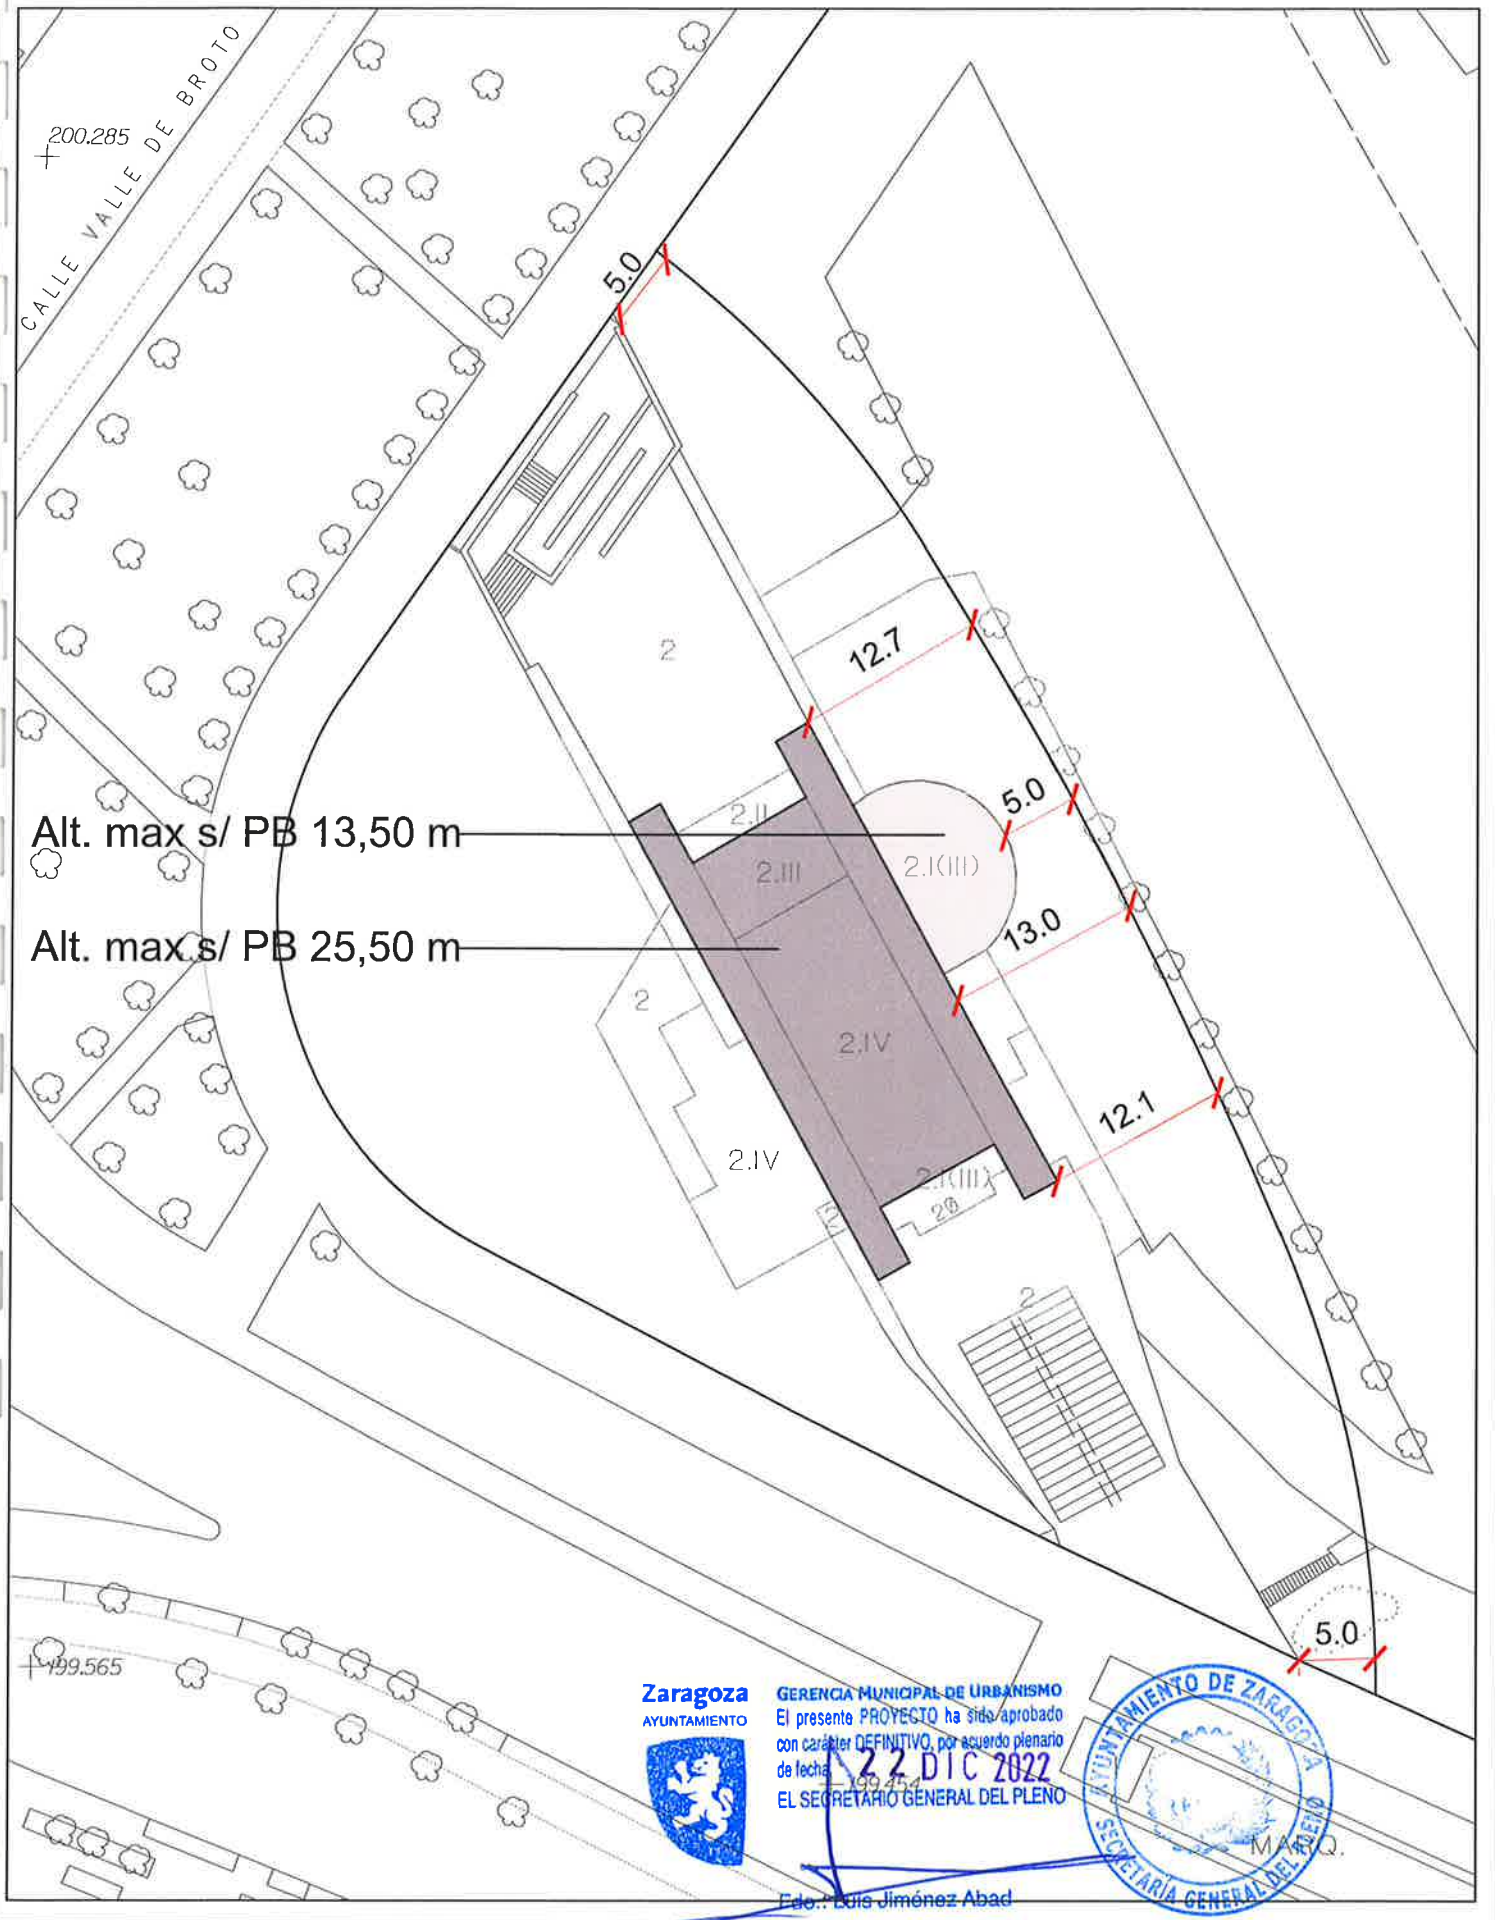 CALLE VALLE DE BROTO
200.285
5.0
2
12.7
5.0
Alt. max s/ PB 13,50 m
2.II
2.III
2.I(III)
13.0
Alt. max s/ PB 25,50 m
2
2.IV
12.1
2.IV
2.I(III)
2
2
5.0
199.565
Zaragoza
AYUNTAMIENTO
GERENCIA MUNICIPAL DE URBANISMO
El presente PROYECTO ha sido aprobado
con carácter DEFINITIVO, por acuerdo plenario
de fecha 22 DIC 2022
199.454
EL SECRETARIO GENERAL DEL PLENO
AYUNTAMIENTO DE ZARAGOZA
SECRETARÍA GENERAL DEL PLENO
MARQ.
Fdo.: Luis Jiménez Abad